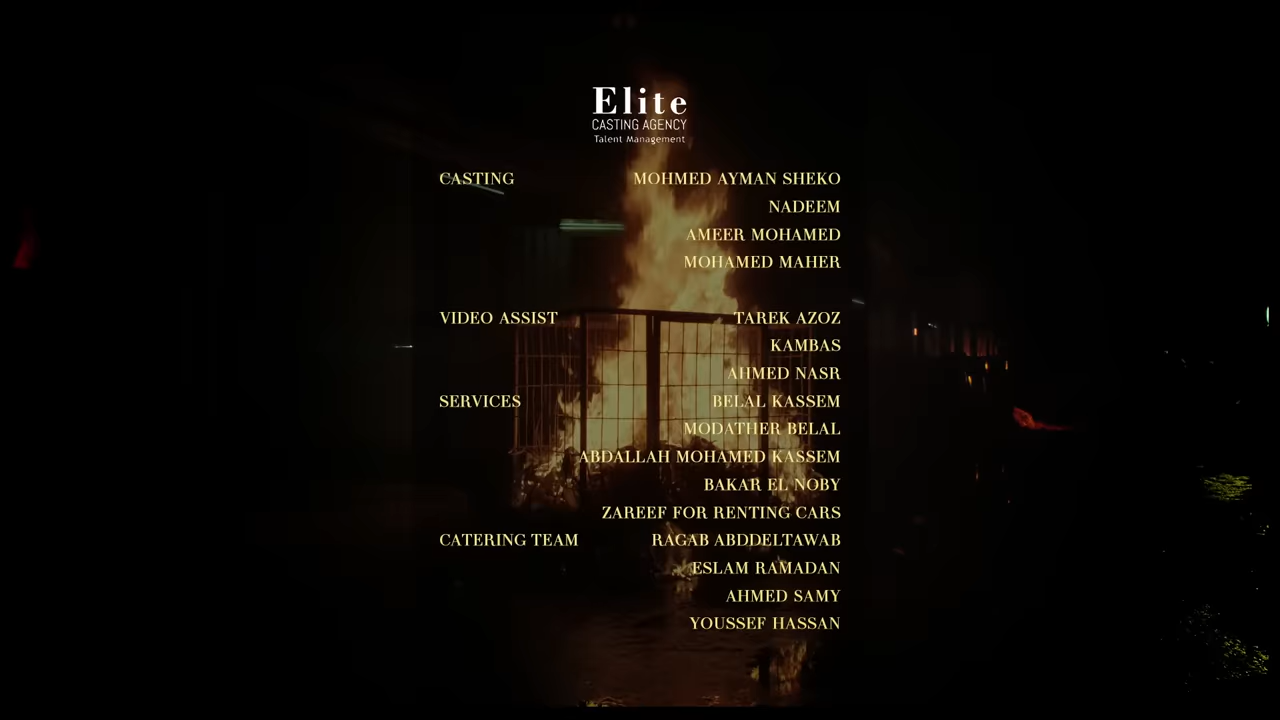 Elite
CASTING AGENCY
Talent Management
CASTING MOHMED AYMAN SHEKO
NADEEM
AMEER MOHAMED
MOHAMED MAHER
VIDEO ASSIST TAREK AZOZ
KAMBAS
AHMED NASR
SERVICES BELAL KASSEM
MODATHER BELAL
ABDALLAH MOHAMED KASSEM
BAKAR EL NOBY
ZAREEF FOR RENTING CARS
CATERING TEAM RAGAB ABDDELTAWAB
ESLAM RAMADAN
AHMED SAMY
YOUSSEF HASSAN